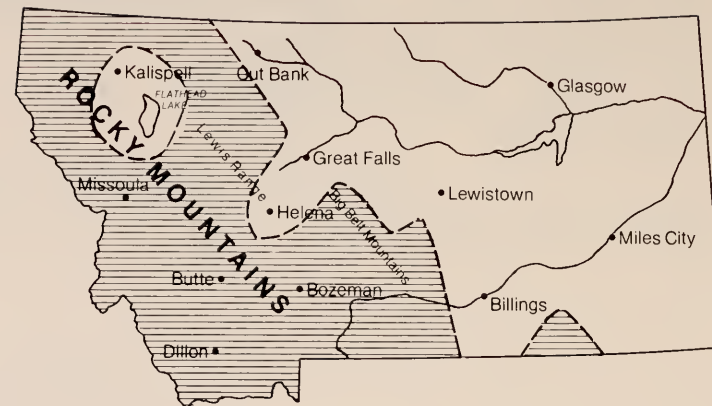 Kalispell
FLATHEAD
LAKE
Cut Bank
Glasgow
ROCKY MOUNTAINS
Lewis Range
Great Falls
Missoula
Lewistown
Helena
Big Belt Mountains
Miles City
Butte
Bozeman
Billings
Dillon